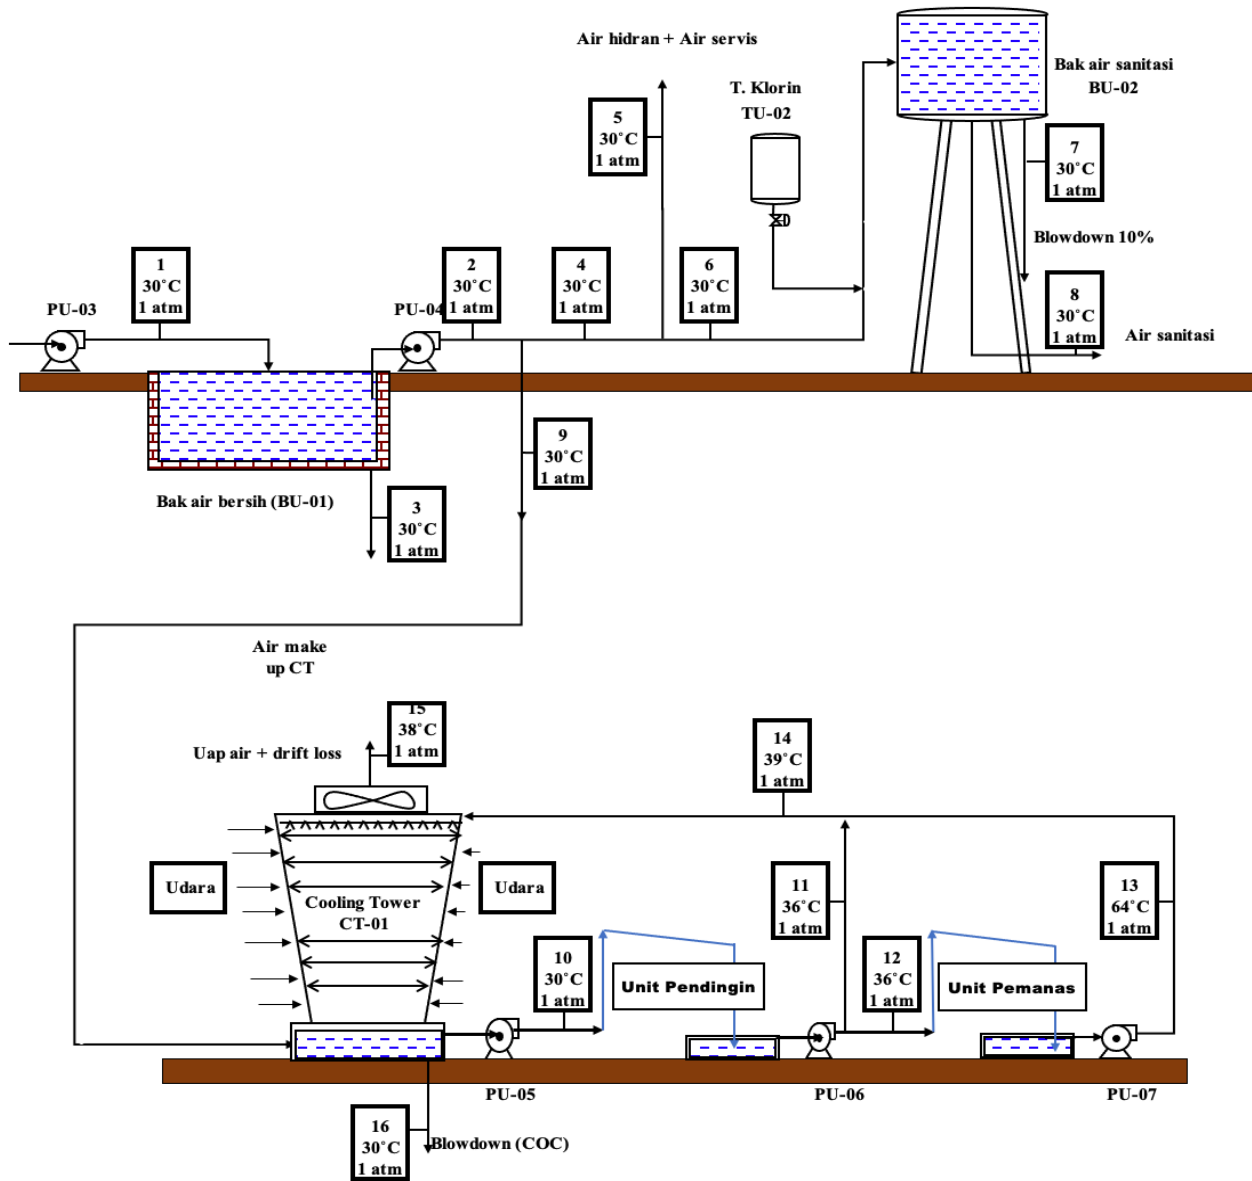 Air hidran + Air servis
T. Klorin
TU-02
Bak air sanitasi
BU-02
5
30˚C
1 atm
7
30˚C
1 atm
Blowdown 10%
1
30˚C
1 atm
2
30˚C
1 atm
4
30˚C
1 atm
6
30˚C
1 atm
8
30˚C
1 atm
Air sanitasi
PU-03
PU-04
9
30˚C
1 atm
Bak air bersih (BU-01)
3
30˚C
1 atm
Air make
up CT
15
38˚C
1 atm
Uap air + drift loss
14
39˚C
1 atm
Udara
Udara
Cooling Tower
CT-01
11
36˚C
1 atm
13
64˚C
1 atm
10
30˚C
1 atm
12
36˚C
1 atm
Unit Pendingin
Unit Pemanas
PU-05
PU-06
PU-07
16
30˚C
1 atm
Blowdown (COC)